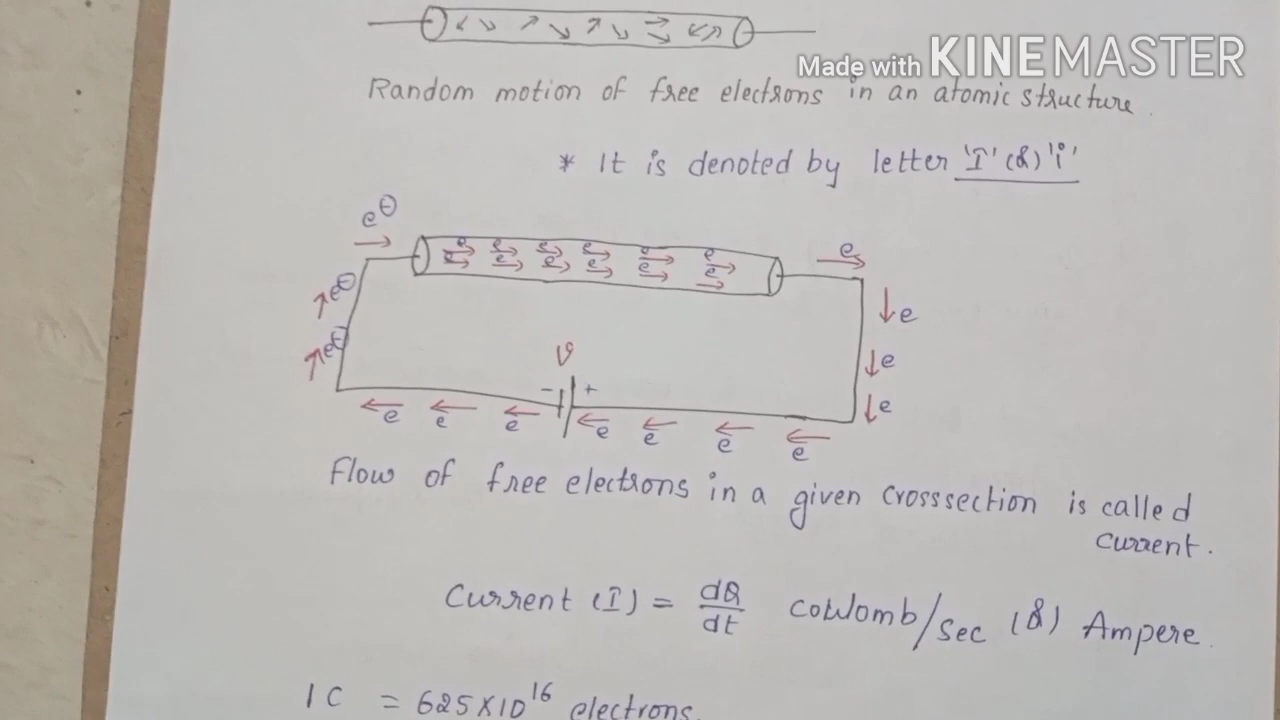 Made with KINEMASTER
Random motion of free electrons in an atomic structure.
* It is denoted by letter 'I' (or) 'i'
e⊖ e
e e e e e e
e e e e e e
e⊖ e
e⊖ e
V e
- +
e e e e e e e
Flow of free electrons in a given crosssection is called
current.
Current (I) = dQ/dt coulomb/sec (or) Ampere.
1C = 625×10¹⁶ electrons.